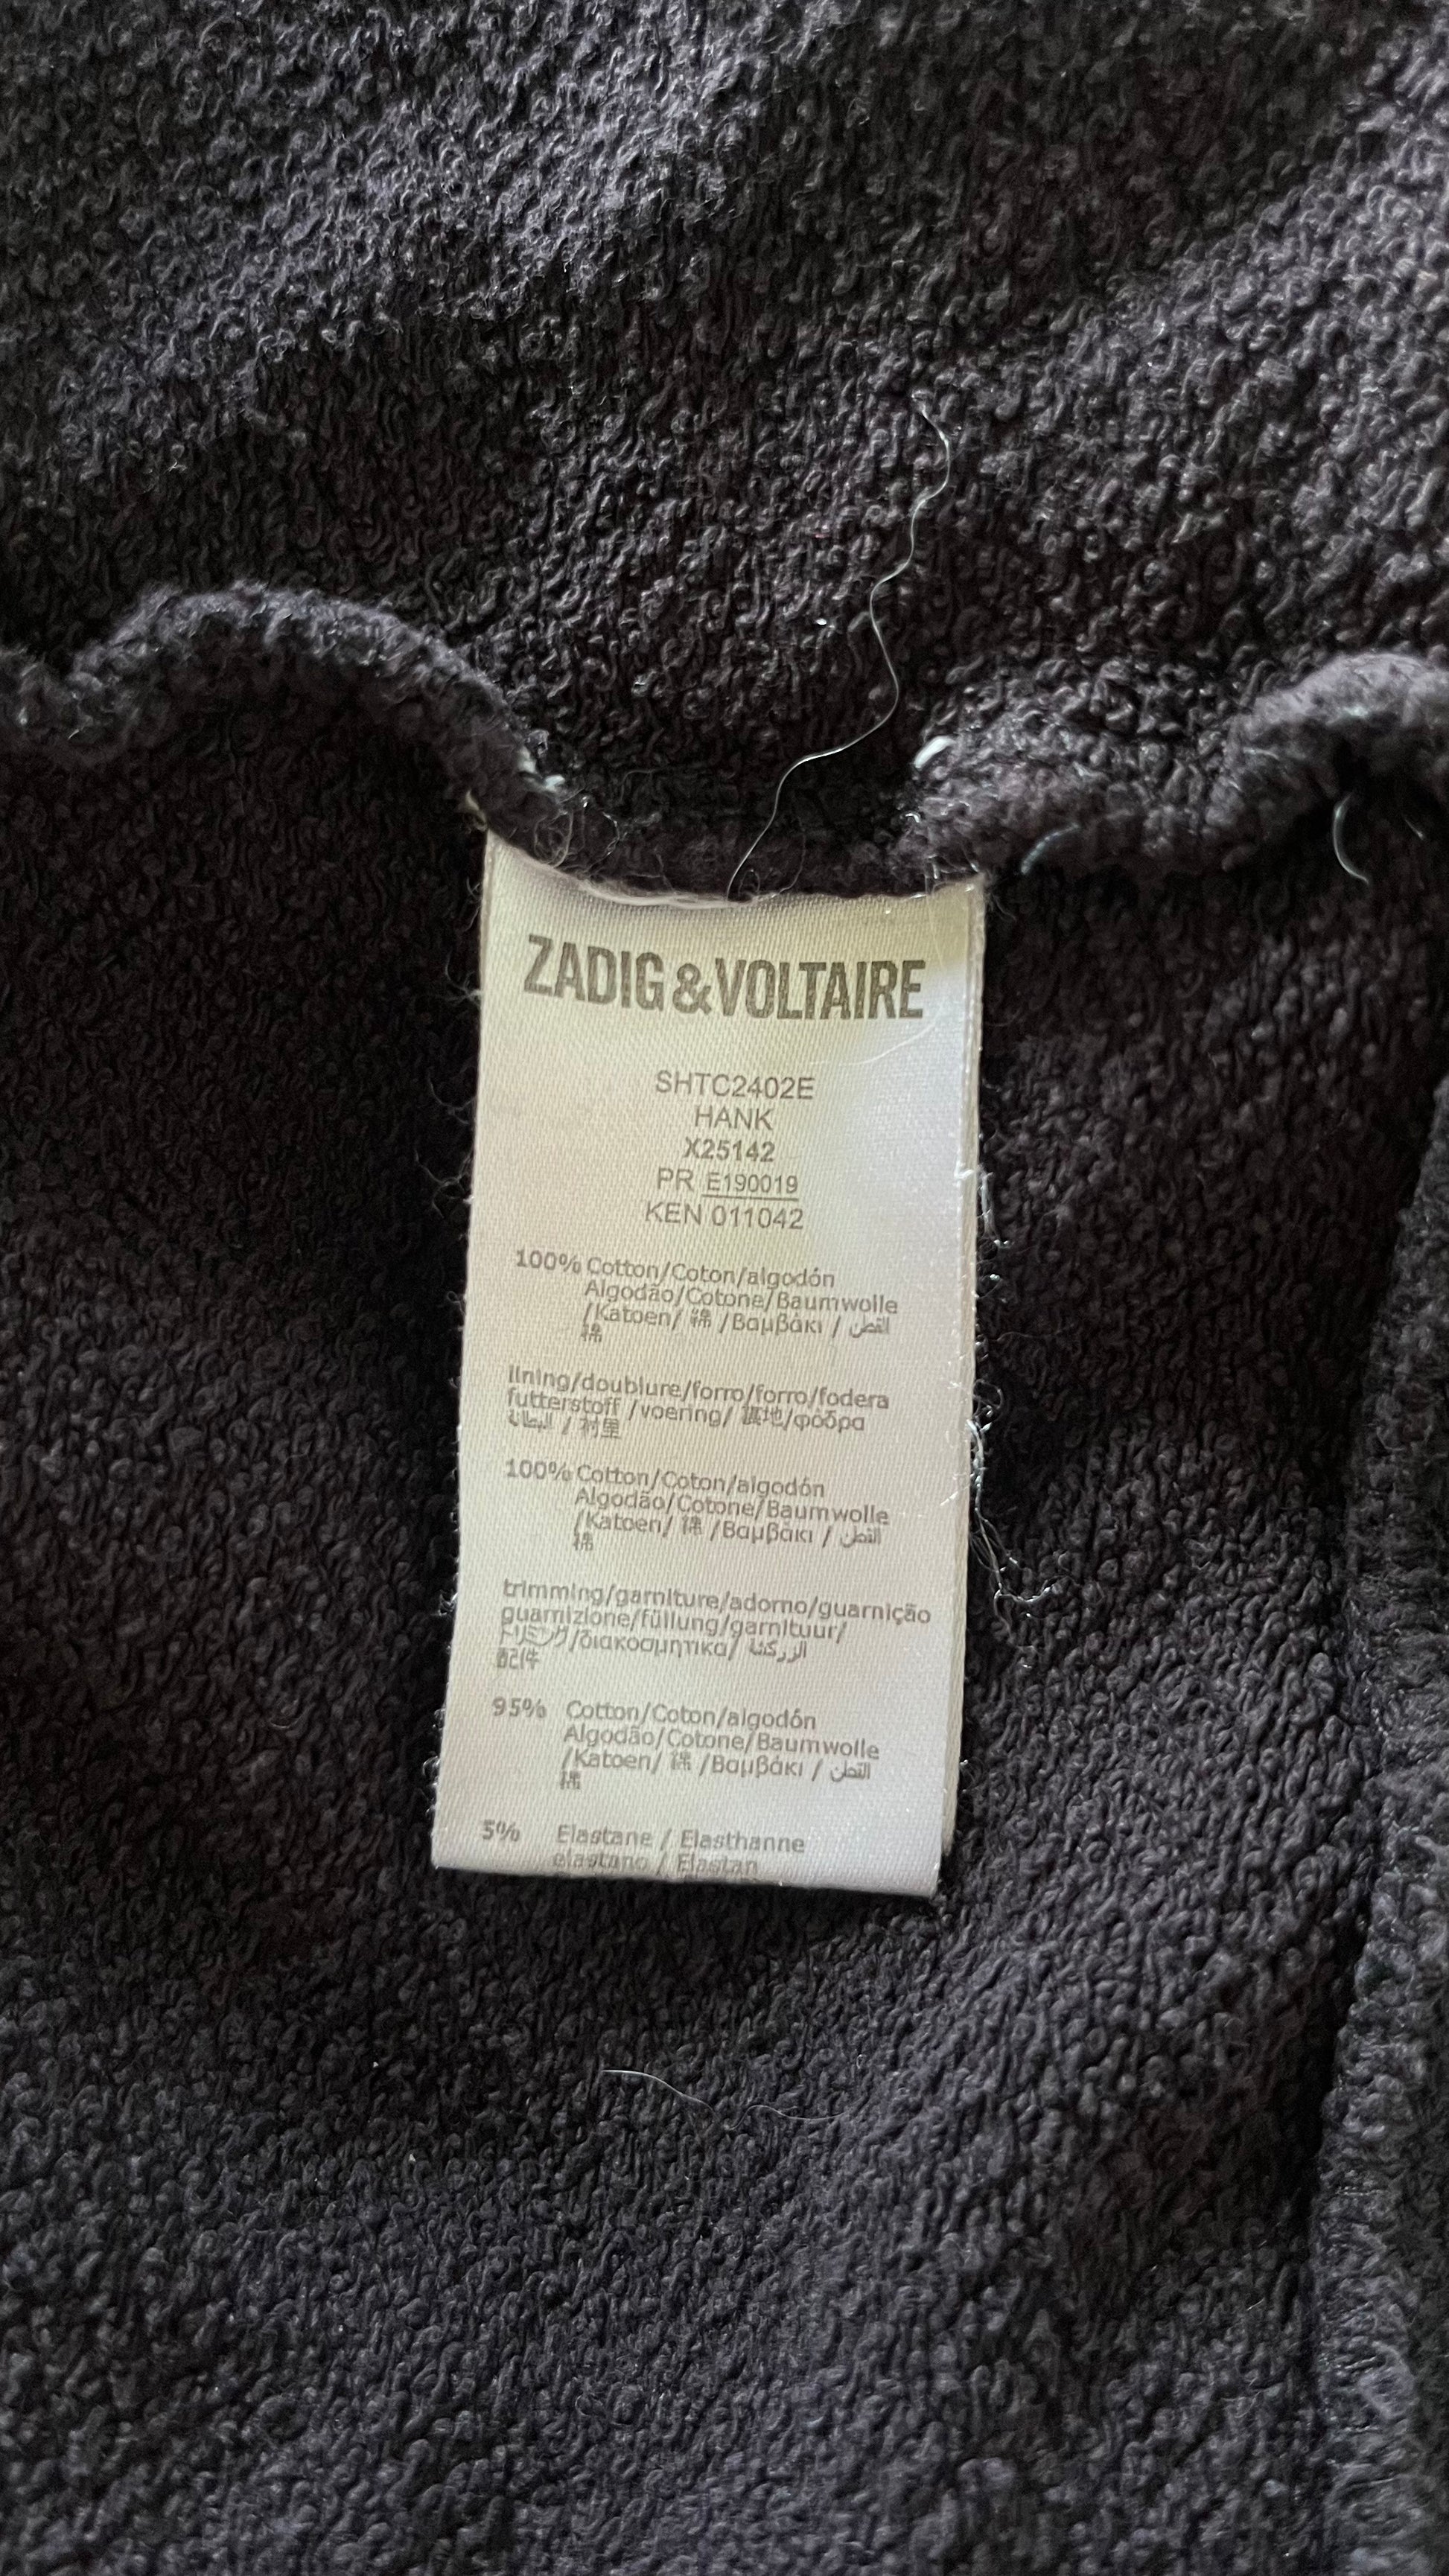 ZADIG&VOLTAIRE
SHTC2402E
HANK
X25142
PR E190019
KEN 011042
100% Cotton/Coton/algodón
Algodão/Cotone/Baumwolle
/Katoen/ 綿 /Βαμβάκι / القطن
棉
lining/doublure/forro/forro/fodera
futterstoff /voering/ 裏地/φόδρα
البطانة / 衬里
100% Cotton/Coton/algodón
Algodão/Cotone/Baumwolle
/Katoen/ 綿 /Βαμβάκι / القطن
棉
trimming/garniture/adorno/guarnição
guarnizione/füllung/garnituur/
トリミング/διακοσμητικα/
配件
95% Cotton/Coton/algodón
Algodão/Cotone/Baumwolle
/Katoen/ 綿 /Βαμβάκι / القطن
棉
5% Elastane / Elasthanne
elastano / Elastan